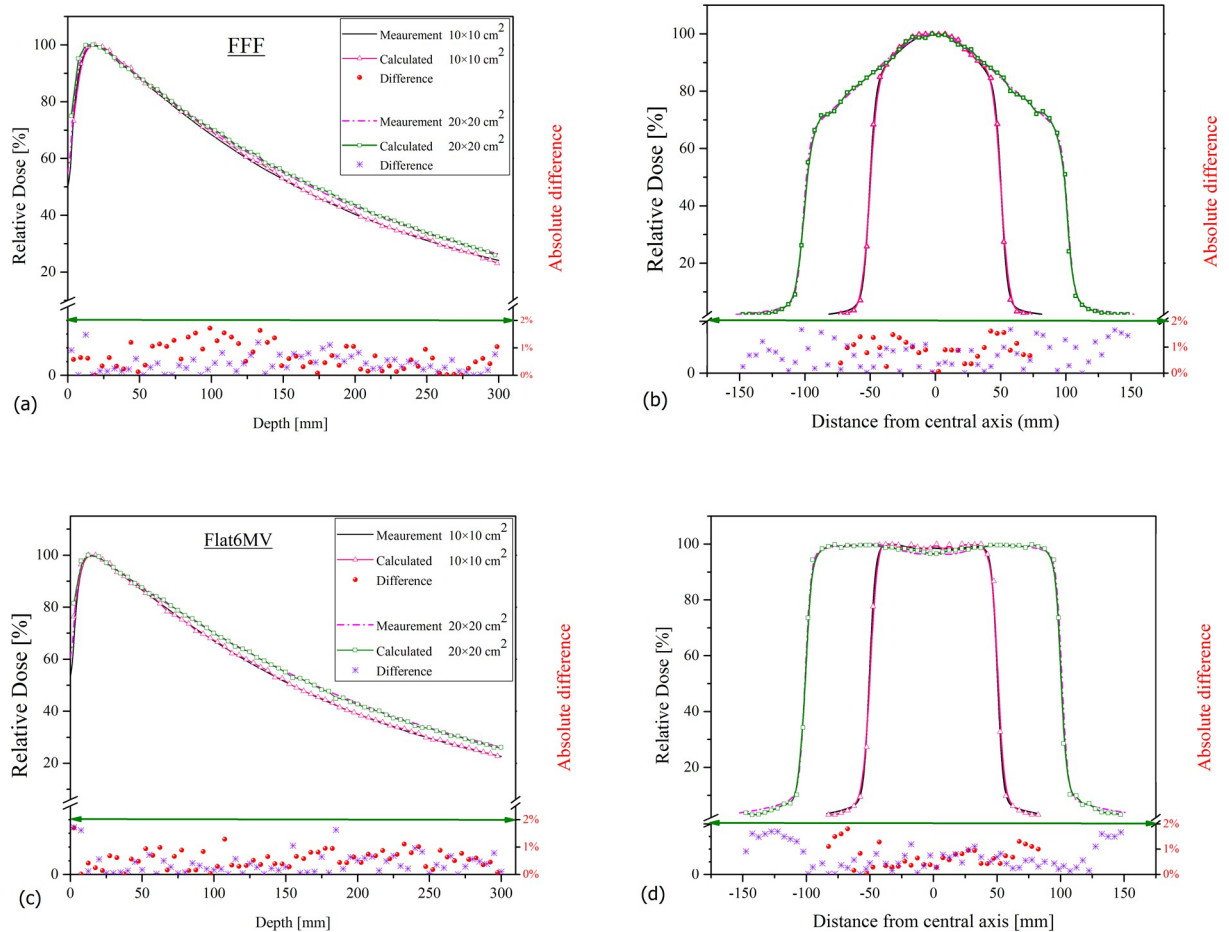 FFF
Meaurement 10×10 cm²
Calculated 10×10 cm²
Difference
Meaurement 20×20 cm²
Calculated 20×20 cm²
Difference
Relative Dose [%]
100
80
60
40
20
0
2%
1%
0%
Absolute difference
0
50
100
150
200
250
300
Depth [mm]
(a)
Relative Dose [%]
100
80
60
40
20
0
2%
1%
0%
Absolute difference
-150
-100
-50
0
50
100
150
Distance from central axis (mm)
(b)
Flat6MV
Meaurement 10×10 cm²
Calculated 10×10 cm²
Difference
Meaurement 20×20 cm²
Calculated 20×20 cm²
Difference
Relative Dose [%]
100
80
60
40
20
0
2%
1%
0%
Absolute difference
0
50
100
150
200
250
300
Depth [mm]
(c)
Relative Dose [%]
100
80
60
40
20
0
2%
1%
0%
Absolute difference
-150
-100
-50
0
50
100
150
Distance from central axis [mm]
(d)